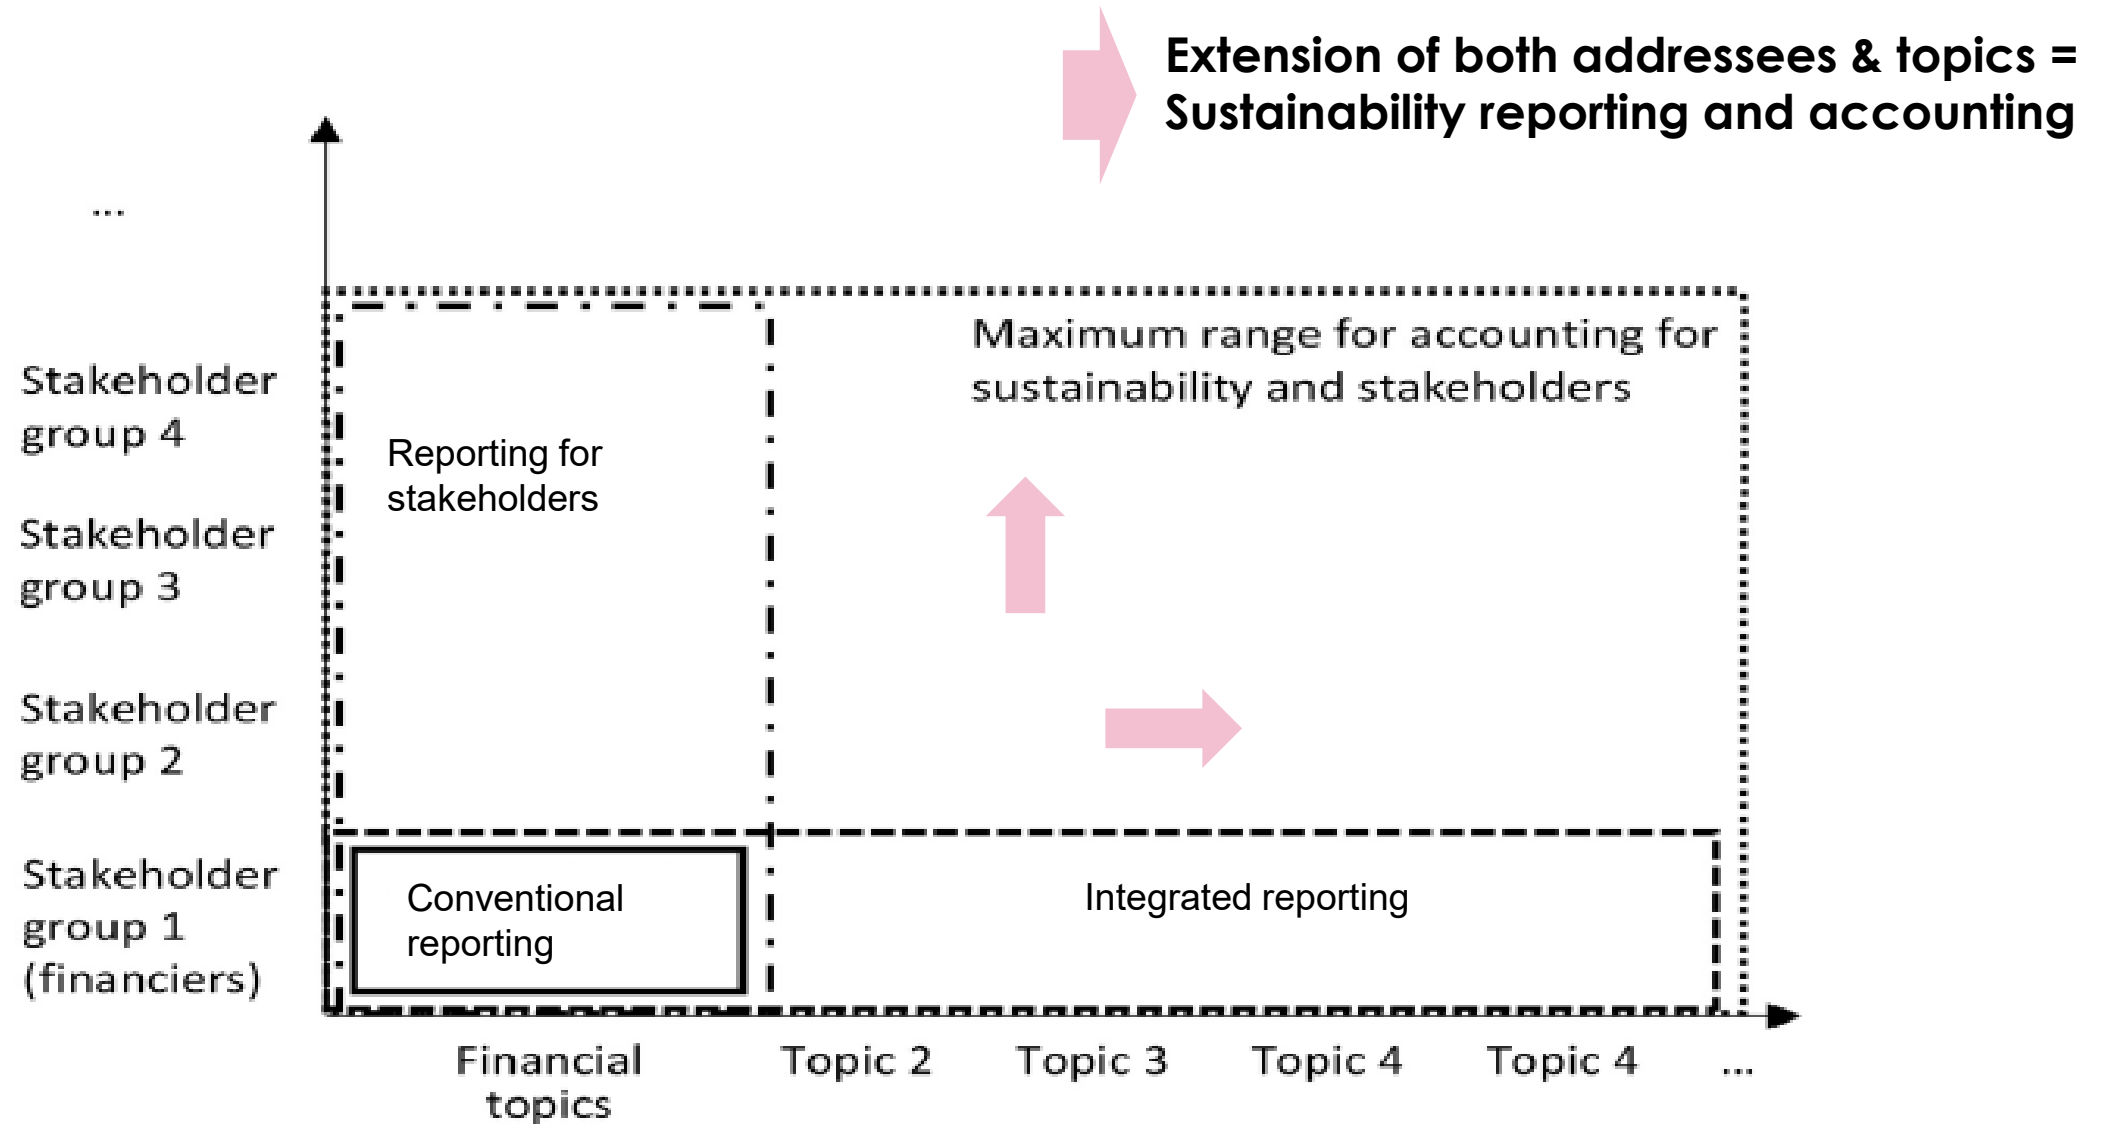 Extension of both addressees & topics =
Sustainability reporting and accounting
...
Maximum range for accounting for
sustainability and stakeholders
Stakeholder
group 4
Reporting for
stakeholders
Stakeholder
group 3
Stakeholder
group 2
Stakeholder
group 1
(financiers)
Conventional
reporting
Integrated reporting
Financial
topics
Topic 2
Topic 3
Topic 4
Topic 4
...